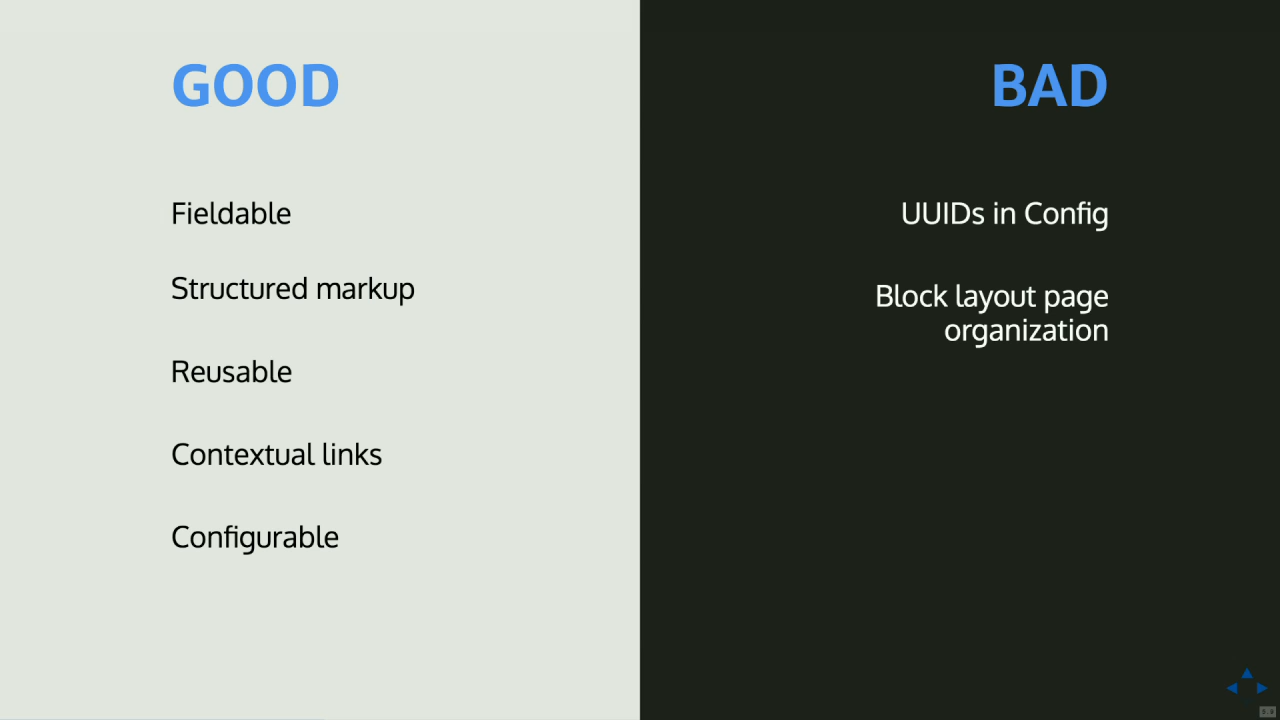 GOOD
Fieldable
Structured markup
Reusable
Contextual links
Configurable
BAD
UUIDs in Config
Block layout page
organization